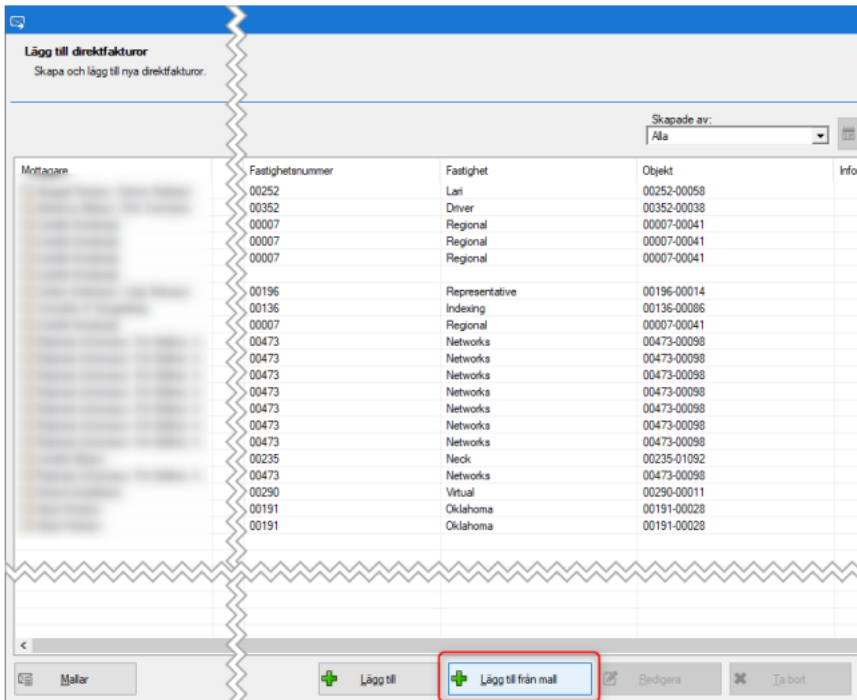 Lägg till direktfakturor
Skapa och lägg till nya direktfakturor.
Skapade av:
Alla
Mottagare Fastighetsnummer Fastighet Objekt Info
00252 Lari 00252-00058
00352 Driver 00352-00038
00007 Regional 00007-00041
00007 Regional 00007-00041
00007 Regional 00007-00041
00196 Representative 00196-00014
00136 Indexing 00136-00086
00007 Regional 00007-00041
00473 Networks 00473-00098
00473 Networks 00473-00098
00473 Networks 00473-00098
00473 Networks 00473-00098
00473 Networks 00473-00098
00473 Networks 00473-00098
00473 Networks 00473-00098
00235 Neck 00235-01092
00473 Networks 00473-00098
00290 Virtual 00290-00011
00191 Oklahoma 00191-00028
00191 Oklahoma 00191-00028
Mallar Lägg till Lägg till från mall Redigera Ta bort